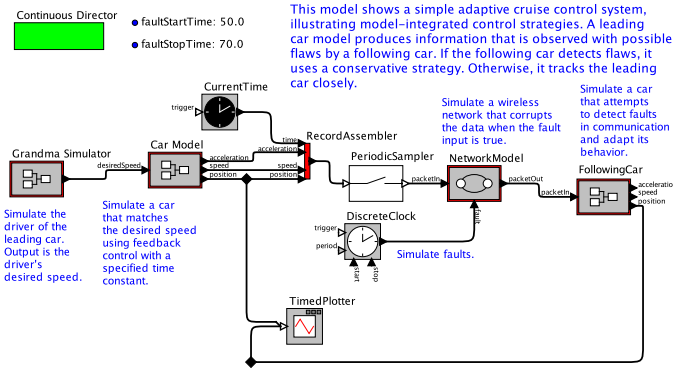 Continuous Director
faultStartTime: 50.0
faultStopTime: 70.0
This model shows a simple adaptive cruise control system,
illustrating model-integrated control strategies. A leading
car model produces information that is observed with possible
flaws by a following car. If the following car detects flaws, it
uses a conservative strategy. Otherwise, it tracks the leading
car closely.
CurrentTime
trigger
Grandma Simulator
desiredSpeed
Simulate the
driver of the
leading car.
Output is the
driver's
desired speed.
Car Model
acceleration
speed
position
Simulate a car
that matches
the desired speed
using feedback
control with a
specified time
constant.
RecordAssembler
time
acceleration
speed
position
PeriodicSampler
Simulate a wireless
network that corrupts
the data when the fault
input is true.
NetworkModel
packetIn
packetOut
fault
Simulate a car
that attempts
to detect faults
in communication
and adapt its
behavior.
FollowingCar
packetIn
acceleratio
speed
position
DiscreteClock
trigger
period
start
stop
Simulate faults.
TimedPlotter